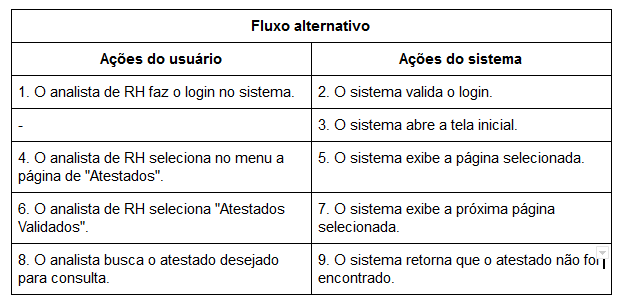 Fluxo alternativo
Ações do usuário
Ações do sistema
1. O analista de RH faz o login no sistema.
2. O sistema valida o login.
-
3. O sistema abre a tela inicial.
4. O analista de RH seleciona no menu a
página de "Atestados".
5. O sistema exibe a página selecionada.
6. O analista de RH seleciona "Atestados
Validados".
7. O sistema exibe a próxima página
selecionada.
8. O analista busca o atestado desejado
para consulta.
9. O sistema retorna que o atestado não foi
encontrado.